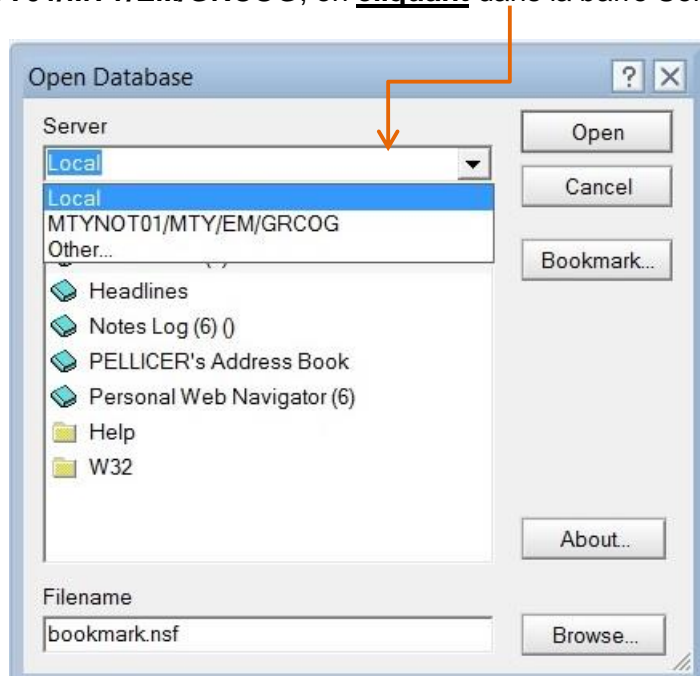 cliquant
Open Database
Server
Local
Local
MTYNOT01/MTY/EM/GRCOG
Other...
Headlines
Notes Log (6) ()
PELLICER's Address Book
Personal Web Navigator (6)
Help
W32
Filename
bookmark.nsf
Open
Cancel
Bookmark...
About...
Browse...